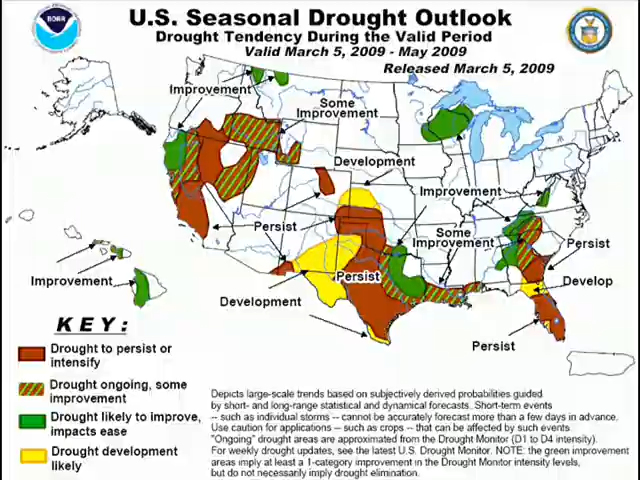 U.S. Seasonal Drought Outlook
Drought Tendency During the Valid Period
Valid March 5, 2009 - May 2009
Released March 5, 2009
NOAA
Improvement
Some
Improvement
Development
Improvement
Persist
Some
Improvement
Persist
Persist
Improvement
Develop
Development
Persist
KEY:
Drought to persist or
intensify
Drought ongoing, some
improvement
Drought likely to improve,
impacts ease
Drought development
likely
Depicts large-scale trends based on subjectively derived probabilities guided
by short- and long-range statistical and dynamical forecasts. Short-term events
-- such as individual storms -- cannot be accurately forecast more than a few days in advance.
Use caution for applications -- such as crops -- that can be affected by such events.
"Ongoing" drought areas are approximated from the Drought Monitor (D1 to D4 intensity).
For weekly drought updates, see the latest U.S. Drought Monitor. NOTE: the green improvement
areas imply at least a 1-category improvement in the Drought Monitor intensity levels,
but do not necessarily imply drought elimination.